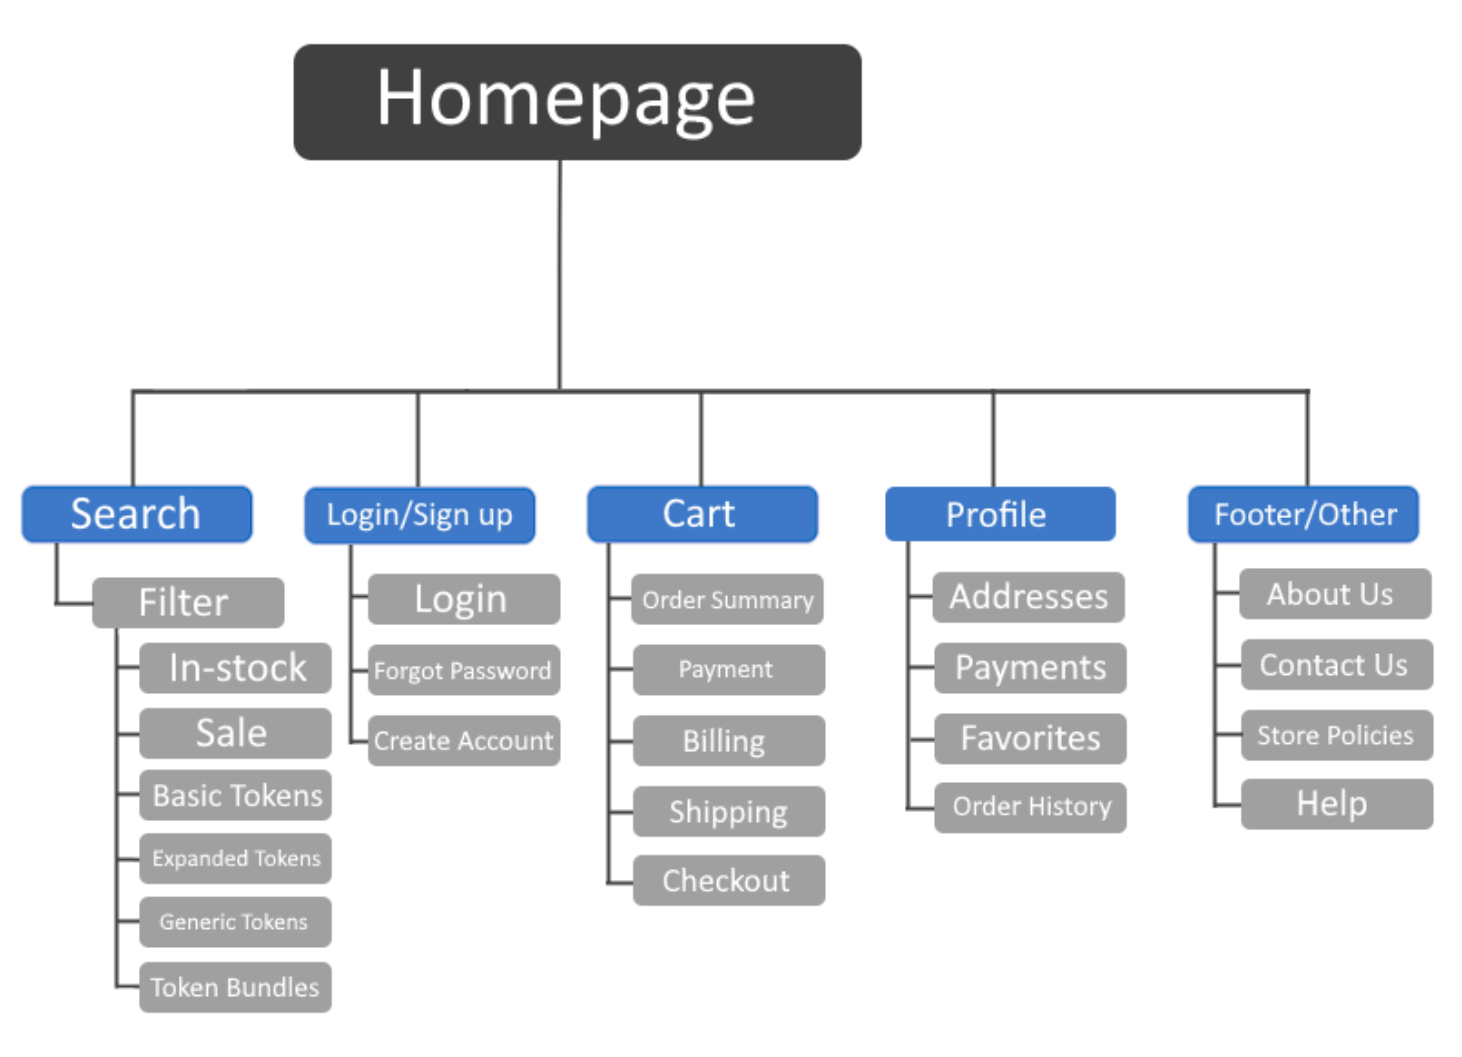 Homepage
Search
Filter
In-stock
Sale
Basic Tokens
Expanded Tokens
Generic Tokens
Token Bundles
Login/Sign up
Login
Forgot Password
Create Account
Cart
Order Summary
Payment
Billing
Shipping
Checkout
Profile
Addresses
Payments
Favorites
Order History
Footer/Other
About Us
Contact Us
Store Policies
Help